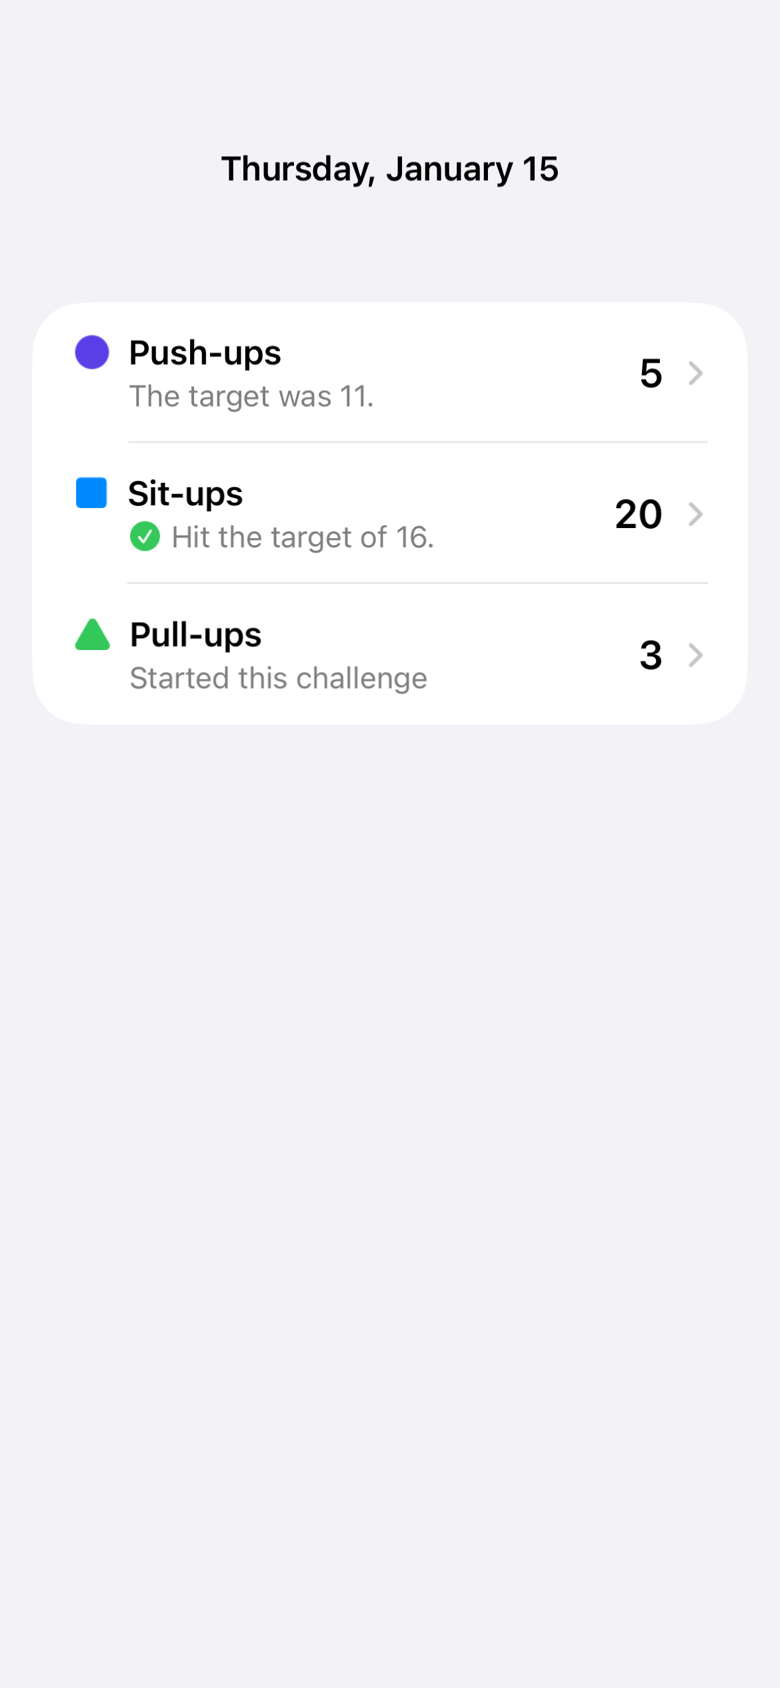 Thursday, January 15
Push-ups
The target was 11.
5
Sit-ups
Hit the target of 16.
20
Pull-ups
Started this challenge
3